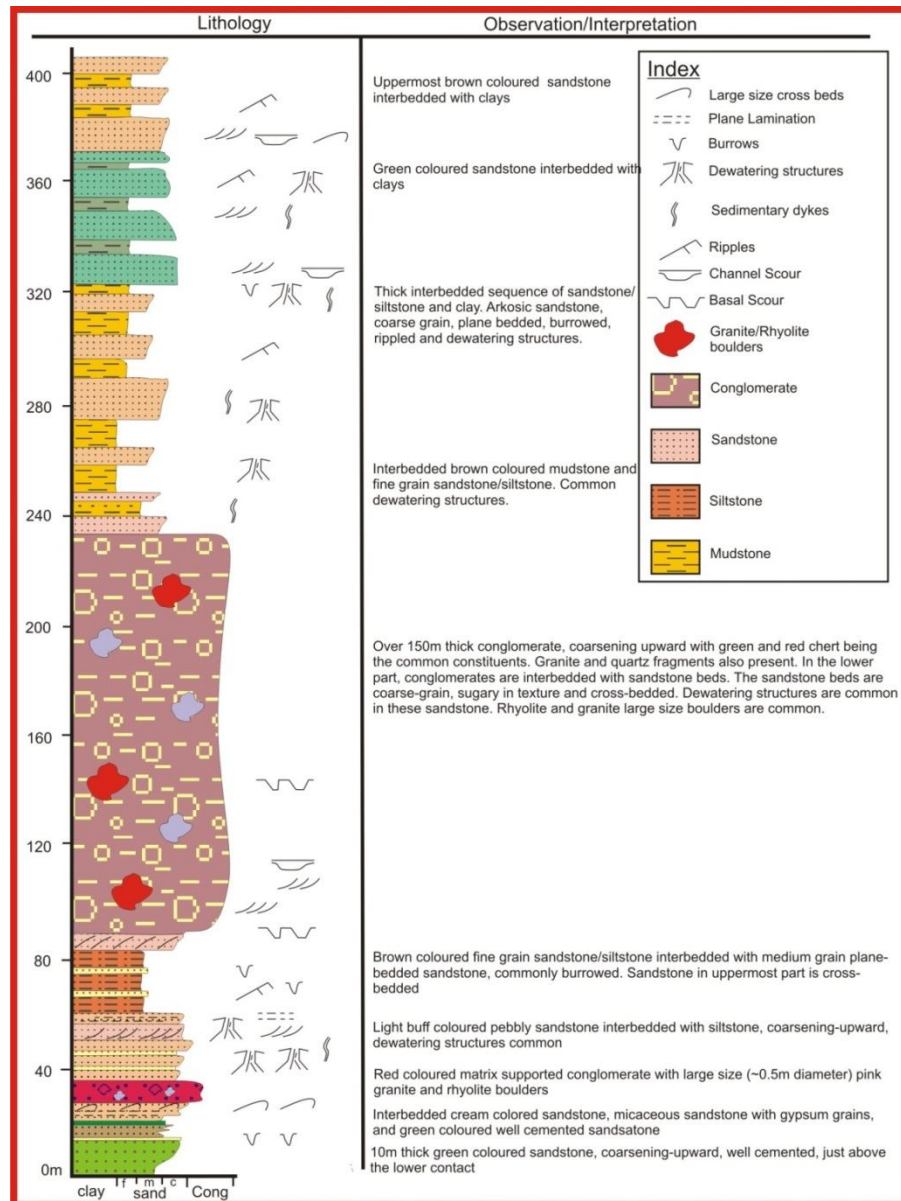 Lithology
Observation/Interpretation
400
360
320
280
240
200
160
120
80
40
0m
clay
f
m
sand
c
Cong
Uppermost brown coloured sandstone
interbedded with clays
Green coloured sandstone interbedded with
clays
Thick interbedded sequence of sandstone/
siltstone and clay. Arkosic sandstone,
coarse grain, plane bedded, burrowed,
rippled and dewatering structures.
Interbedded brown coloured mudstone and
fine grain sandstone/siltstone. Common
dewatering structures.
Over 150m thick conglomerate, coarsening upward with green and red chert being
the common constituents. Granite and quartz fragments also present. In the lower
part, conglomerates are interbedded with sandstone beds. The sandstone beds are
coarse-grain, sugary in texture and cross-bedded. Dewatering structures are common
in these sandstone. Rhyolite and granite large size boulders are common.
Brown coloured fine grain sandstone/siltstone interbedded with medium grain plane-
bedded sandstone, commonly burrowed. Sandstone in uppermost part is cross-
bedded
Light buff coloured pebbly sandstone interbedded with siltstone, coarsening-upward,
dewatering structures common
Red coloured matrix supported conglomerate with large size (~0.5m diameter) pink
granite and rhyolite boulders
Interbedded cream colored sandstone, micaceous sandstone with gypsum grains,
and green coloured well cemented sandsatone
10m thick green coloured sandstone, coarsening-upward, well cemented, just above
the lower contact
Index
Large size cross beds
Plane Lamination
Burrows
Dewatering structures
Sedimentary dykes
Ripples
Channel Scour
Basal Scour
Granite/Rhyolite
boulders
Conglomerate
Sandstone
Siltstone
Mudstone